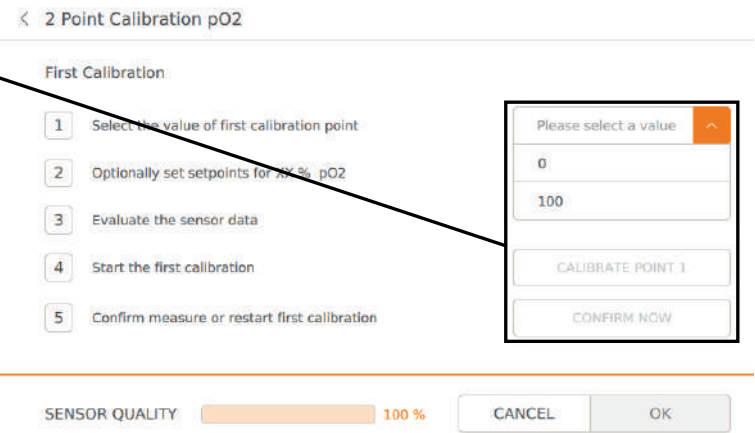 2 Point Calibration pO2
First Calibration
1 Select the value of first calibration point
Please select a value
0
100
2 Optionally set setpoints for XX % pO2
3 Evaluate the sensor data
4 Start the first calibration
CALIBRATE POINT 1
5 Confirm measure or restart first calibration
CONFIRM NOW
SENSOR QUALITY 100 % CANCEL OK